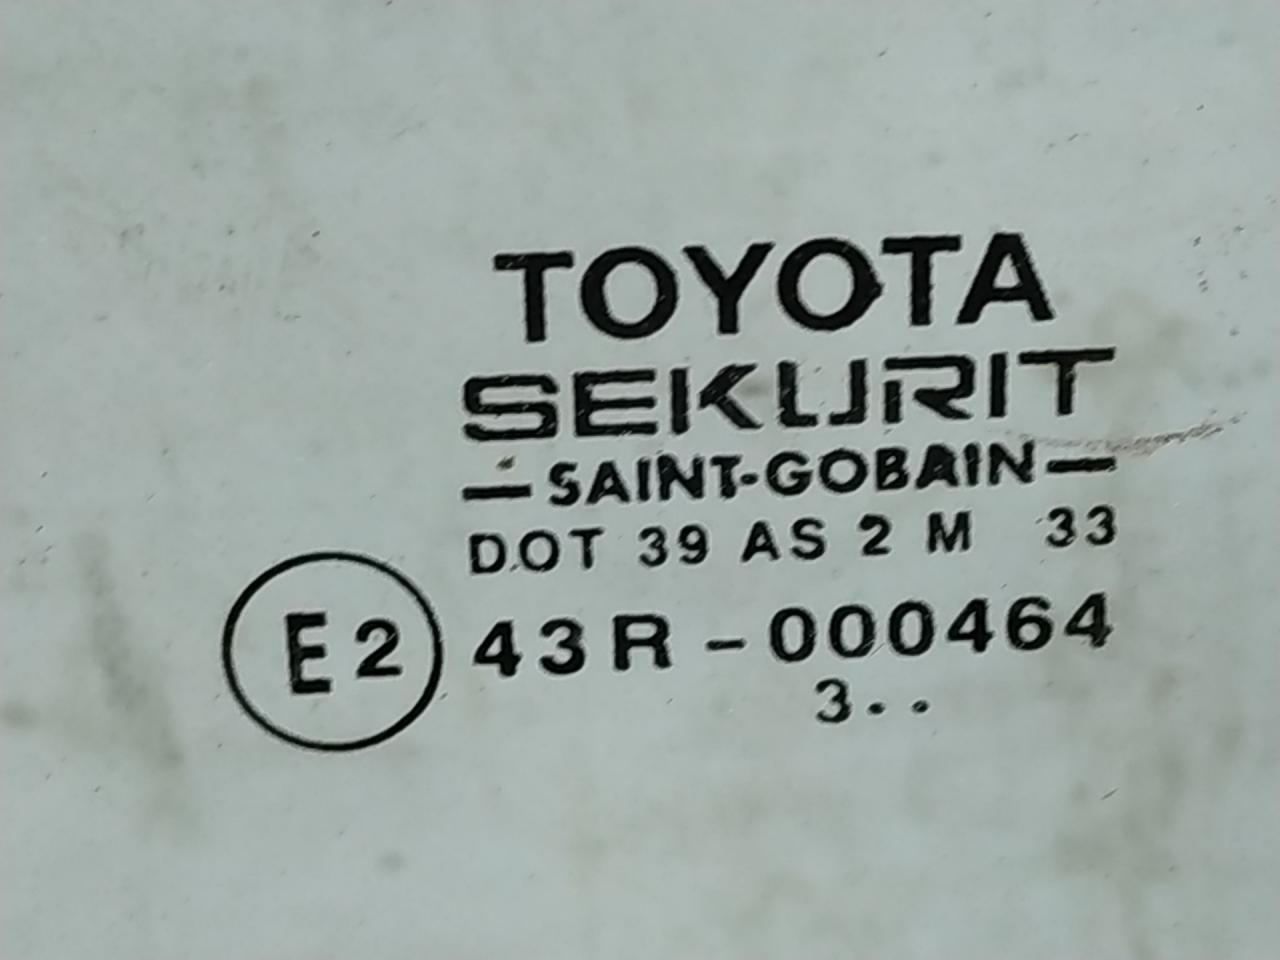 TOYOTA
SEKURIT
—SAINT-GOBAIN—
DOT 39 AS 2 M 33
E2 43R-000464
3..